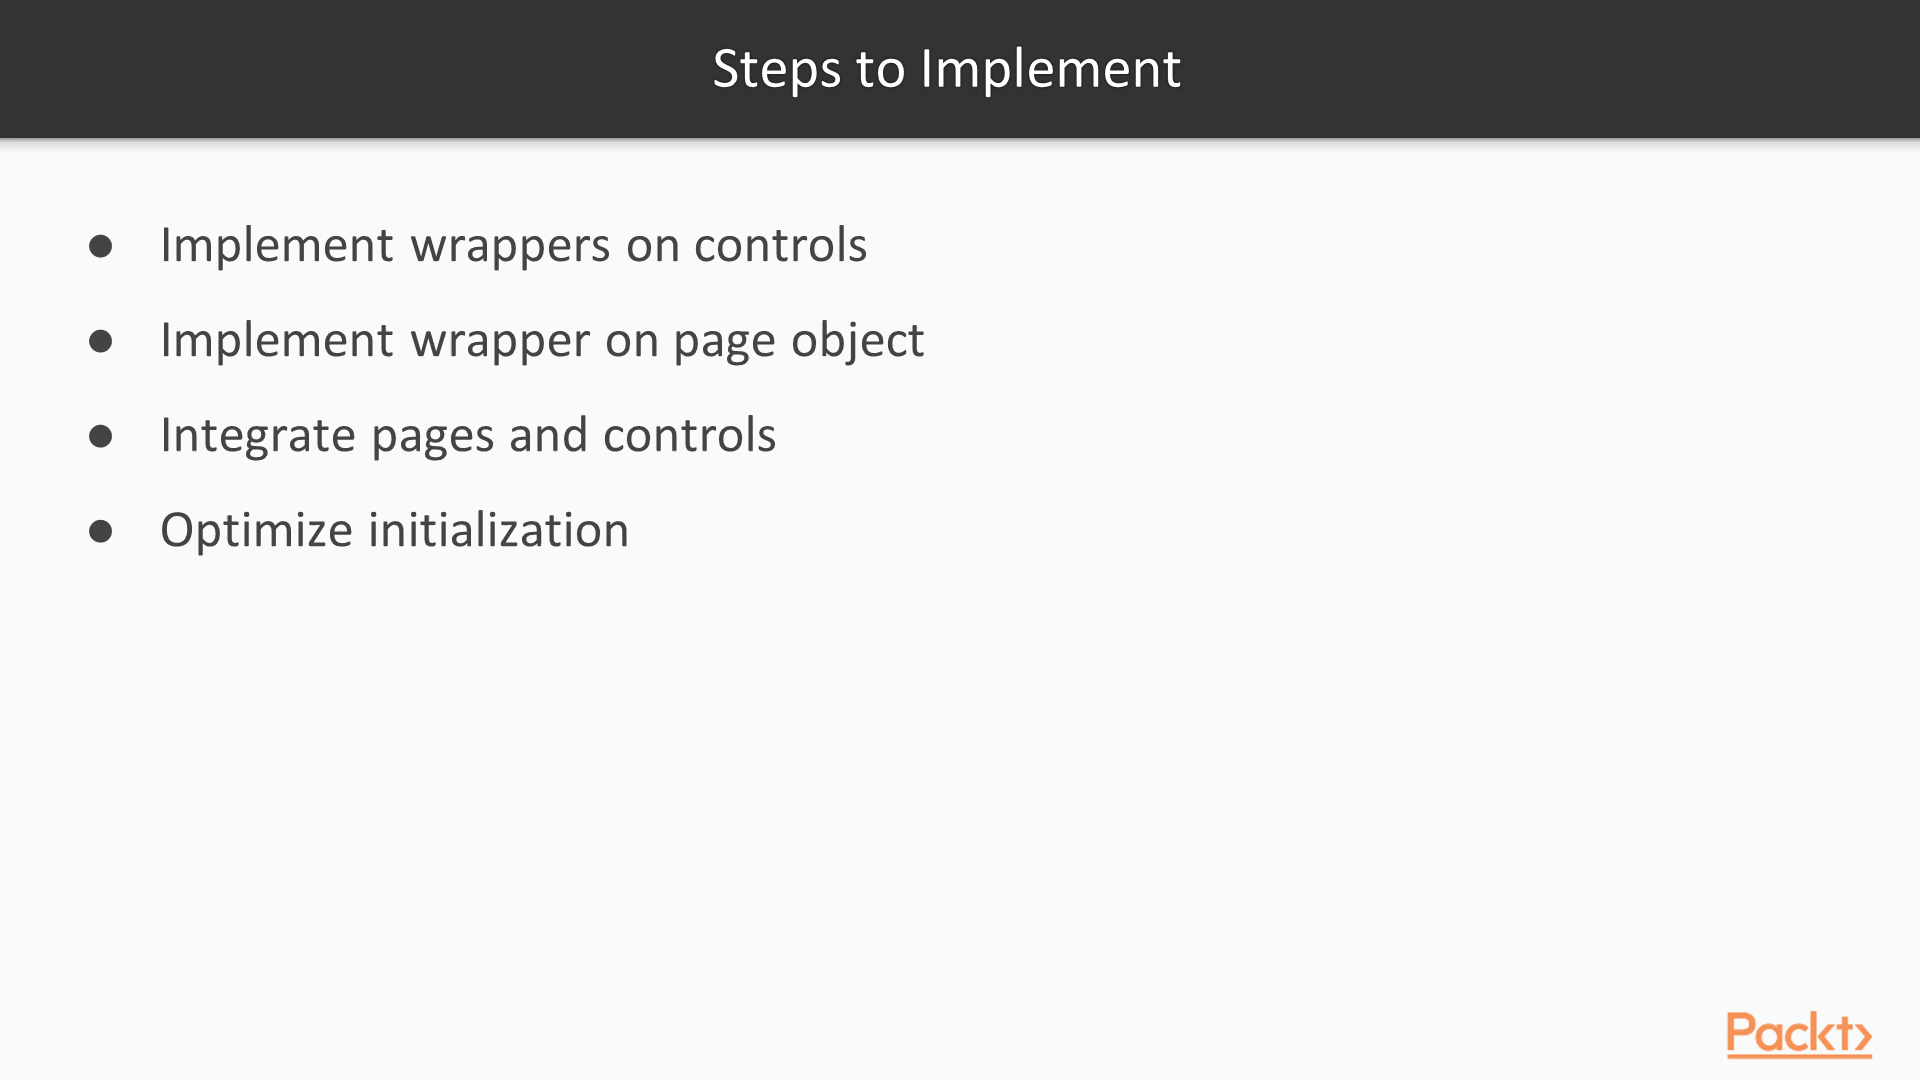 Steps to Implement
● Implement wrappers on controls
● Implement wrapper on page object
● Integrate pages and controls
● Optimize initialization
Packt>